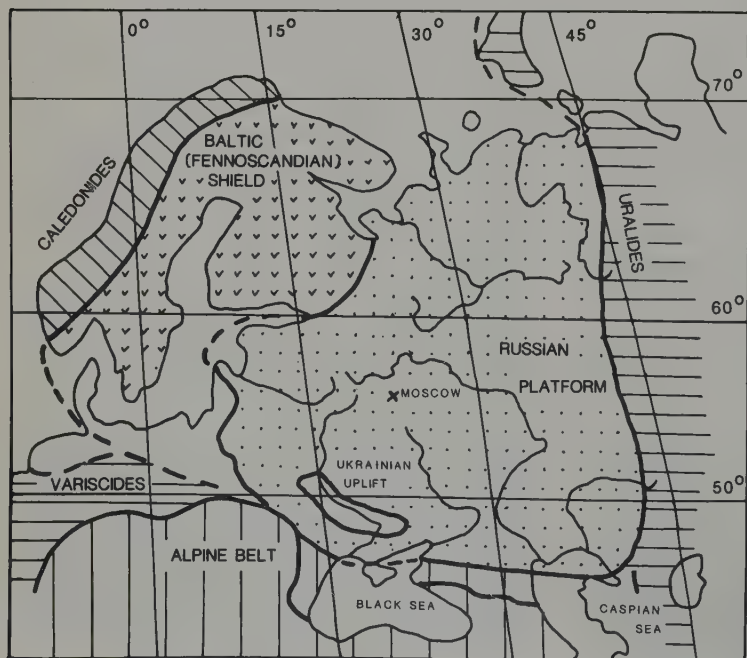 0° 15° 30° 45°
70°
BALTIC
(FENNOSCANDIAN)
SHIELD
CALEDONIDES
URALIDES
60°
RUSSIAN
PLATFORM
×MOSCOW
UKRAINIAN
UPLIFT
VARISCIDES
50°
ALPINE BELT
BLACK SEA
CASPIAN
SEA